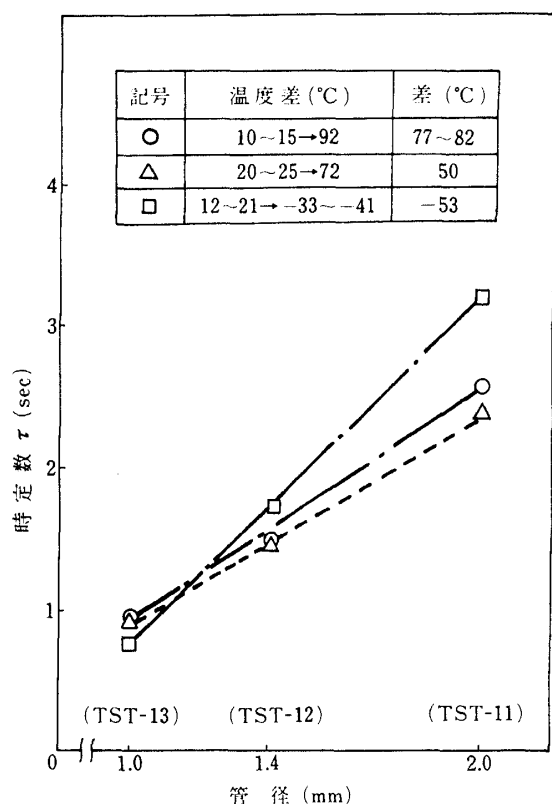 記号 温度差(℃) 差(℃)
○ 10~15→92 77~82
△ 20~25→72 50
□ 12~21→−33~−41 −53
4
3
2
1
0
時定数 τ (sec)
(TST-13) (TST-12) (TST-11)
1.0 1.4 2.0
管径(mm)